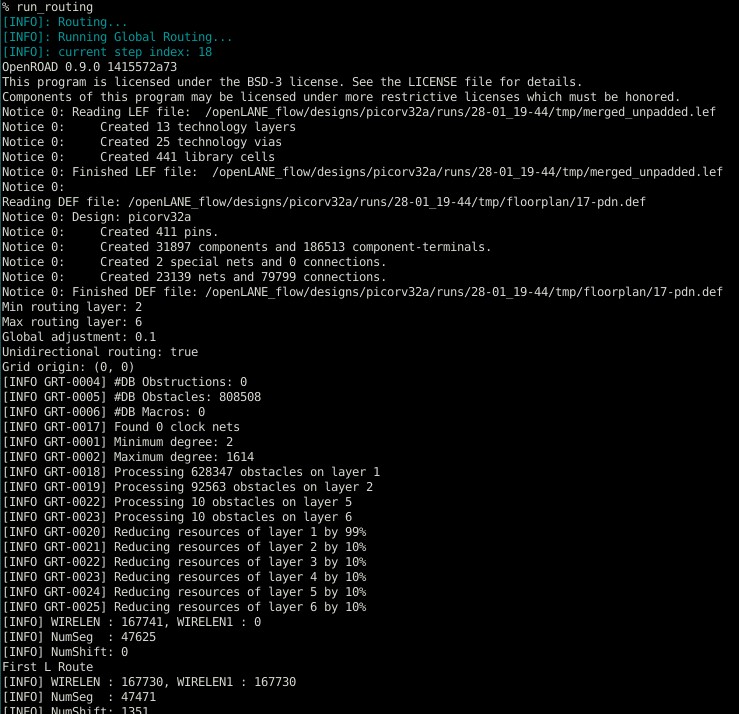 % run_routing
[INFO]: Routing...
[INFO]: Running Global Routing...
[INFO]: current step index: 18
OpenROAD 0.9.0 1415572a73
This program is licensed under the BSD-3 license. See the LICENSE file for details.
Components of this program may be licensed under more restrictive licenses which must be honored.
Notice 0: Reading LEF file:  /openLANE_flow/designs/picorv32a/runs/28-01_19-44/tmp/merged_unpadded.lef
Notice 0:     Created 13 technology layers
Notice 0:     Created 25 technology vias
Notice 0:     Created 441 library cells
Notice 0: Finished LEF file:  /openLANE_flow/designs/picorv32a/runs/28-01_19-44/tmp/merged_unpadded.lef
Notice 0:
Reading DEF file: /openLANE_flow/designs/picorv32a/runs/28-01_19-44/tmp/floorplan/17-pdn.def
Notice 0: Design: picorv32a
Notice 0:     Created 411 pins.
Notice 0:     Created 31897 components and 186513 component-terminals.
Notice 0:     Created 2 special nets and 0 connections.
Notice 0:     Created 23139 nets and 79799 connections.
Notice 0: Finished DEF file: /openLANE_flow/designs/picorv32a/runs/28-01_19-44/tmp/floorplan/17-pdn.def
Min routing layer: 2
Max routing layer: 6
Global adjustment: 0.1
Unidirectional routing: true
Grid origin: (0, 0)
[INFO GRT-0004] #DB Obstructions: 0
[INFO GRT-0005] #DB Obstacles: 808508
[INFO GRT-0006] #DB Macros: 0
[INFO GRT-0017] Found 0 clock nets
[INFO GRT-0001] Minimum degree: 2
[INFO GRT-0002] Maximum degree: 1614
[INFO GRT-0018] Processing 628347 obstacles on layer 1
[INFO GRT-0019] Processing 92563 obstacles on layer 2
[INFO GRT-0022] Processing 10 obstacles on layer 5
[INFO GRT-0023] Processing 10 obstacles on layer 6
[INFO GRT-0020] Reducing resources of layer 1 by 99%
[INFO GRT-0021] Reducing resources of layer 2 by 10%
[INFO GRT-0022] Reducing resources of layer 3 by 10%
[INFO GRT-0023] Reducing resources of layer 4 by 10%
[INFO GRT-0024] Reducing resources of layer 5 by 10%
[INFO GRT-0025] Reducing resources of layer 6 by 10%
[INFO] WIRELEN : 167741, WIRELEN1 : 0
[INFO] NumSeg  : 47625
[INFO] NumShift: 0
First L Route
[INFO] WIRELEN : 167730, WIRELEN1 : 167730
[INFO] NumSeg  : 47471
[INFO] NumShift: 1351